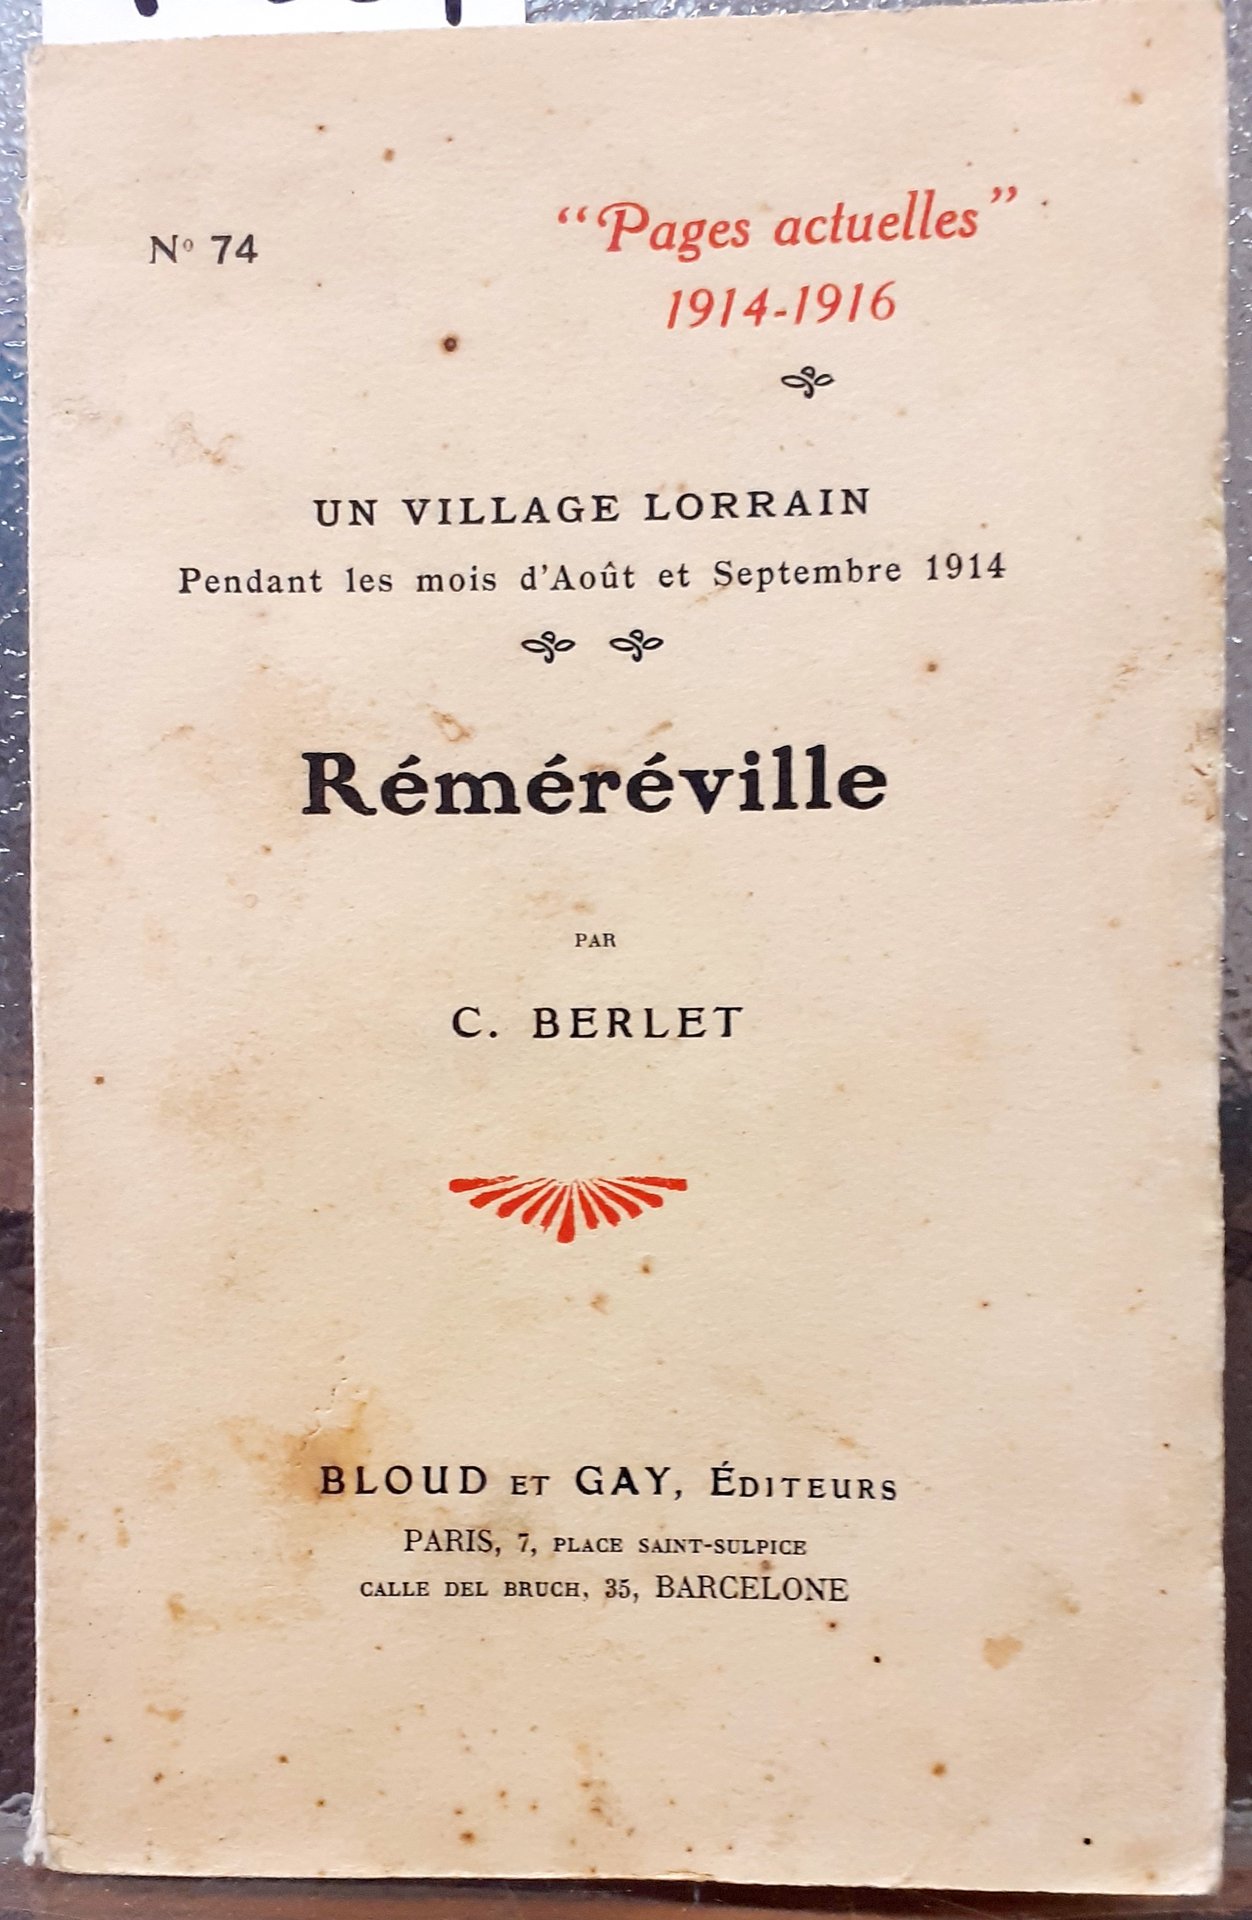 Nº 74
“Pages actuelles”
1914-1916
UN VILLAGE LORRAIN
Pendant les mois d'Août et Septembre 1914
Réméréville
PAR
C. BERLET
BLOUD ET GAY, ÉDITEURS
PARIS, 7, PLACE SAINT-SULPICE
CALLE DEL BRUCH, 35, BARCELONE